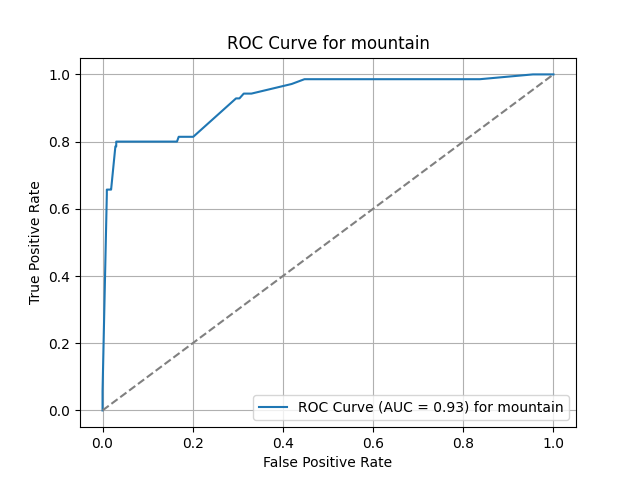 ROC Curve for mountain
True Positive Rate
1.0
0.8
0.6
0.4
0.2
0.0
ROC Curve (AUC = 0.93) for mountain
0.0 0.2 0.4 0.6 0.8 1.0
False Positive Rate